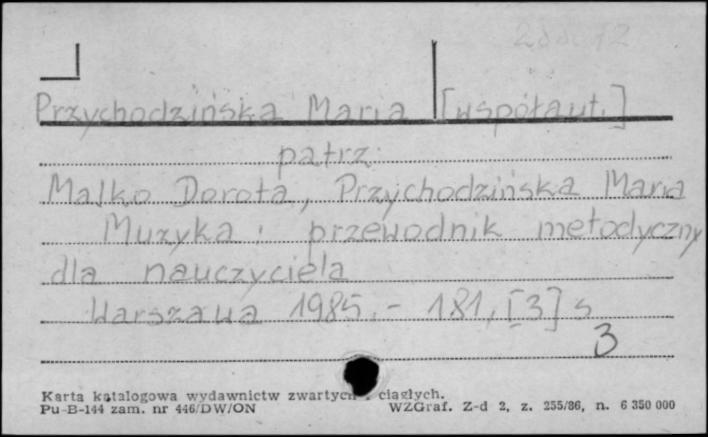 Przychodzińska Maria [współaut.]
patrz:
Malko Dorota, Przychodzińska Maria
Muzyka : przewodnik metodyczny
dla nauczyciela
Warszawa 1985. - 181, [3] s
3
Karta katalogowa wydawnictw zwartych i ciągłych.
Pu-B-144 zam. nr 446/DW/ON WZGraf. Z-d 2, z. 255/86, n. 6 350 000